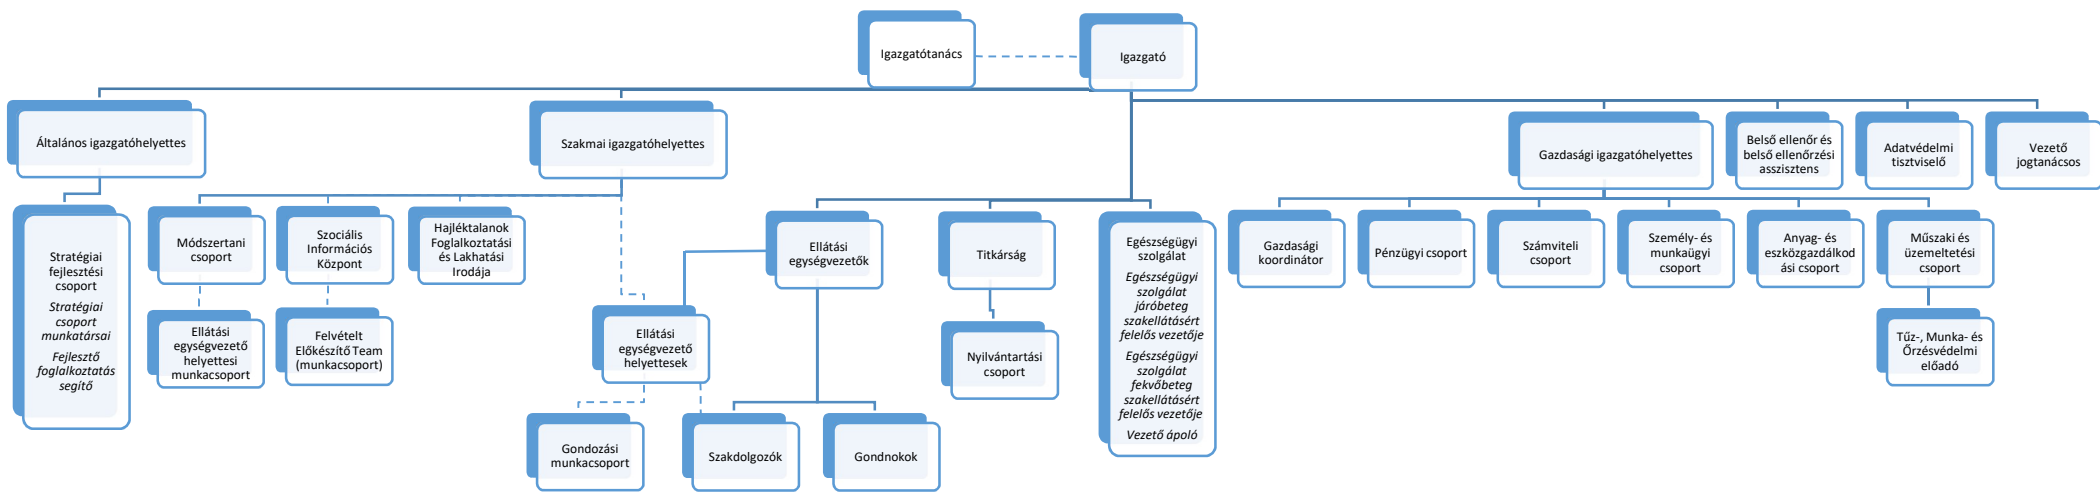 Igazgatótanács
Igazgató
Általános igazgatóhelyettes
Szakmai igazgatóhelyettes
Gazdasági igazgatóhelyettes
Belső ellenőr és
belső ellenőrzési
asszisztens
Adatvédelmi
tisztviselő
Vezető
jogtanácsos
Stratégiai
fejlesztési
csoport
Stratégiai
csoport
munkatársai
Fejlesztő
foglalkoztatás
segítő
Módszertani
csoport
Szociális
Információs
Központ
Hajléktalanok
Foglalkoztatási
és Lakhatási
Irodája
Ellátási
egységvezetők
Titkárság
Egészségügyi
szolgálat
Egészségügyi
szolgálat
járóbeteg
szakellátásért
felelős vezetője
Egészségügyi
szolgálat
fekvőbeteg
szakellátásért
felelős vezetője
Vezető ápoló
Gazdasági
koordinátor
Pénzügyi csoport
Számviteli
csoport
Személy- és
munkaügyi
csoport
Anyag- és
eszközgazdálkod
ási csoport
Műszaki és
üzemeltetési
csoport
Ellátási
egységvezető
helyettesi
munkacsoport
Felvételt
Előkészítő Team
(munkacsoport)
Ellátási
egységvezető
helyettesek
Nyilvántartási
csoport
Tűz-, Munka- és
Őrzésvédelmi
előadó
Gondozási
munkacsoport
Szakdolgozók
Gondnokok